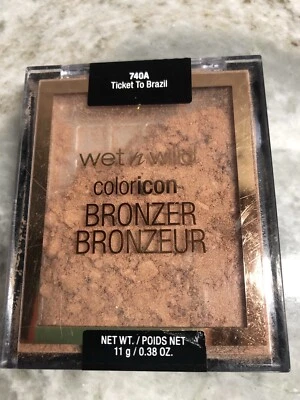 740A
Ticket To Brazil
wet n wild
coloricon
BRONZER
BRONZEUR
NET WT. / POIDS NET
11 g / 0.38 OZ.